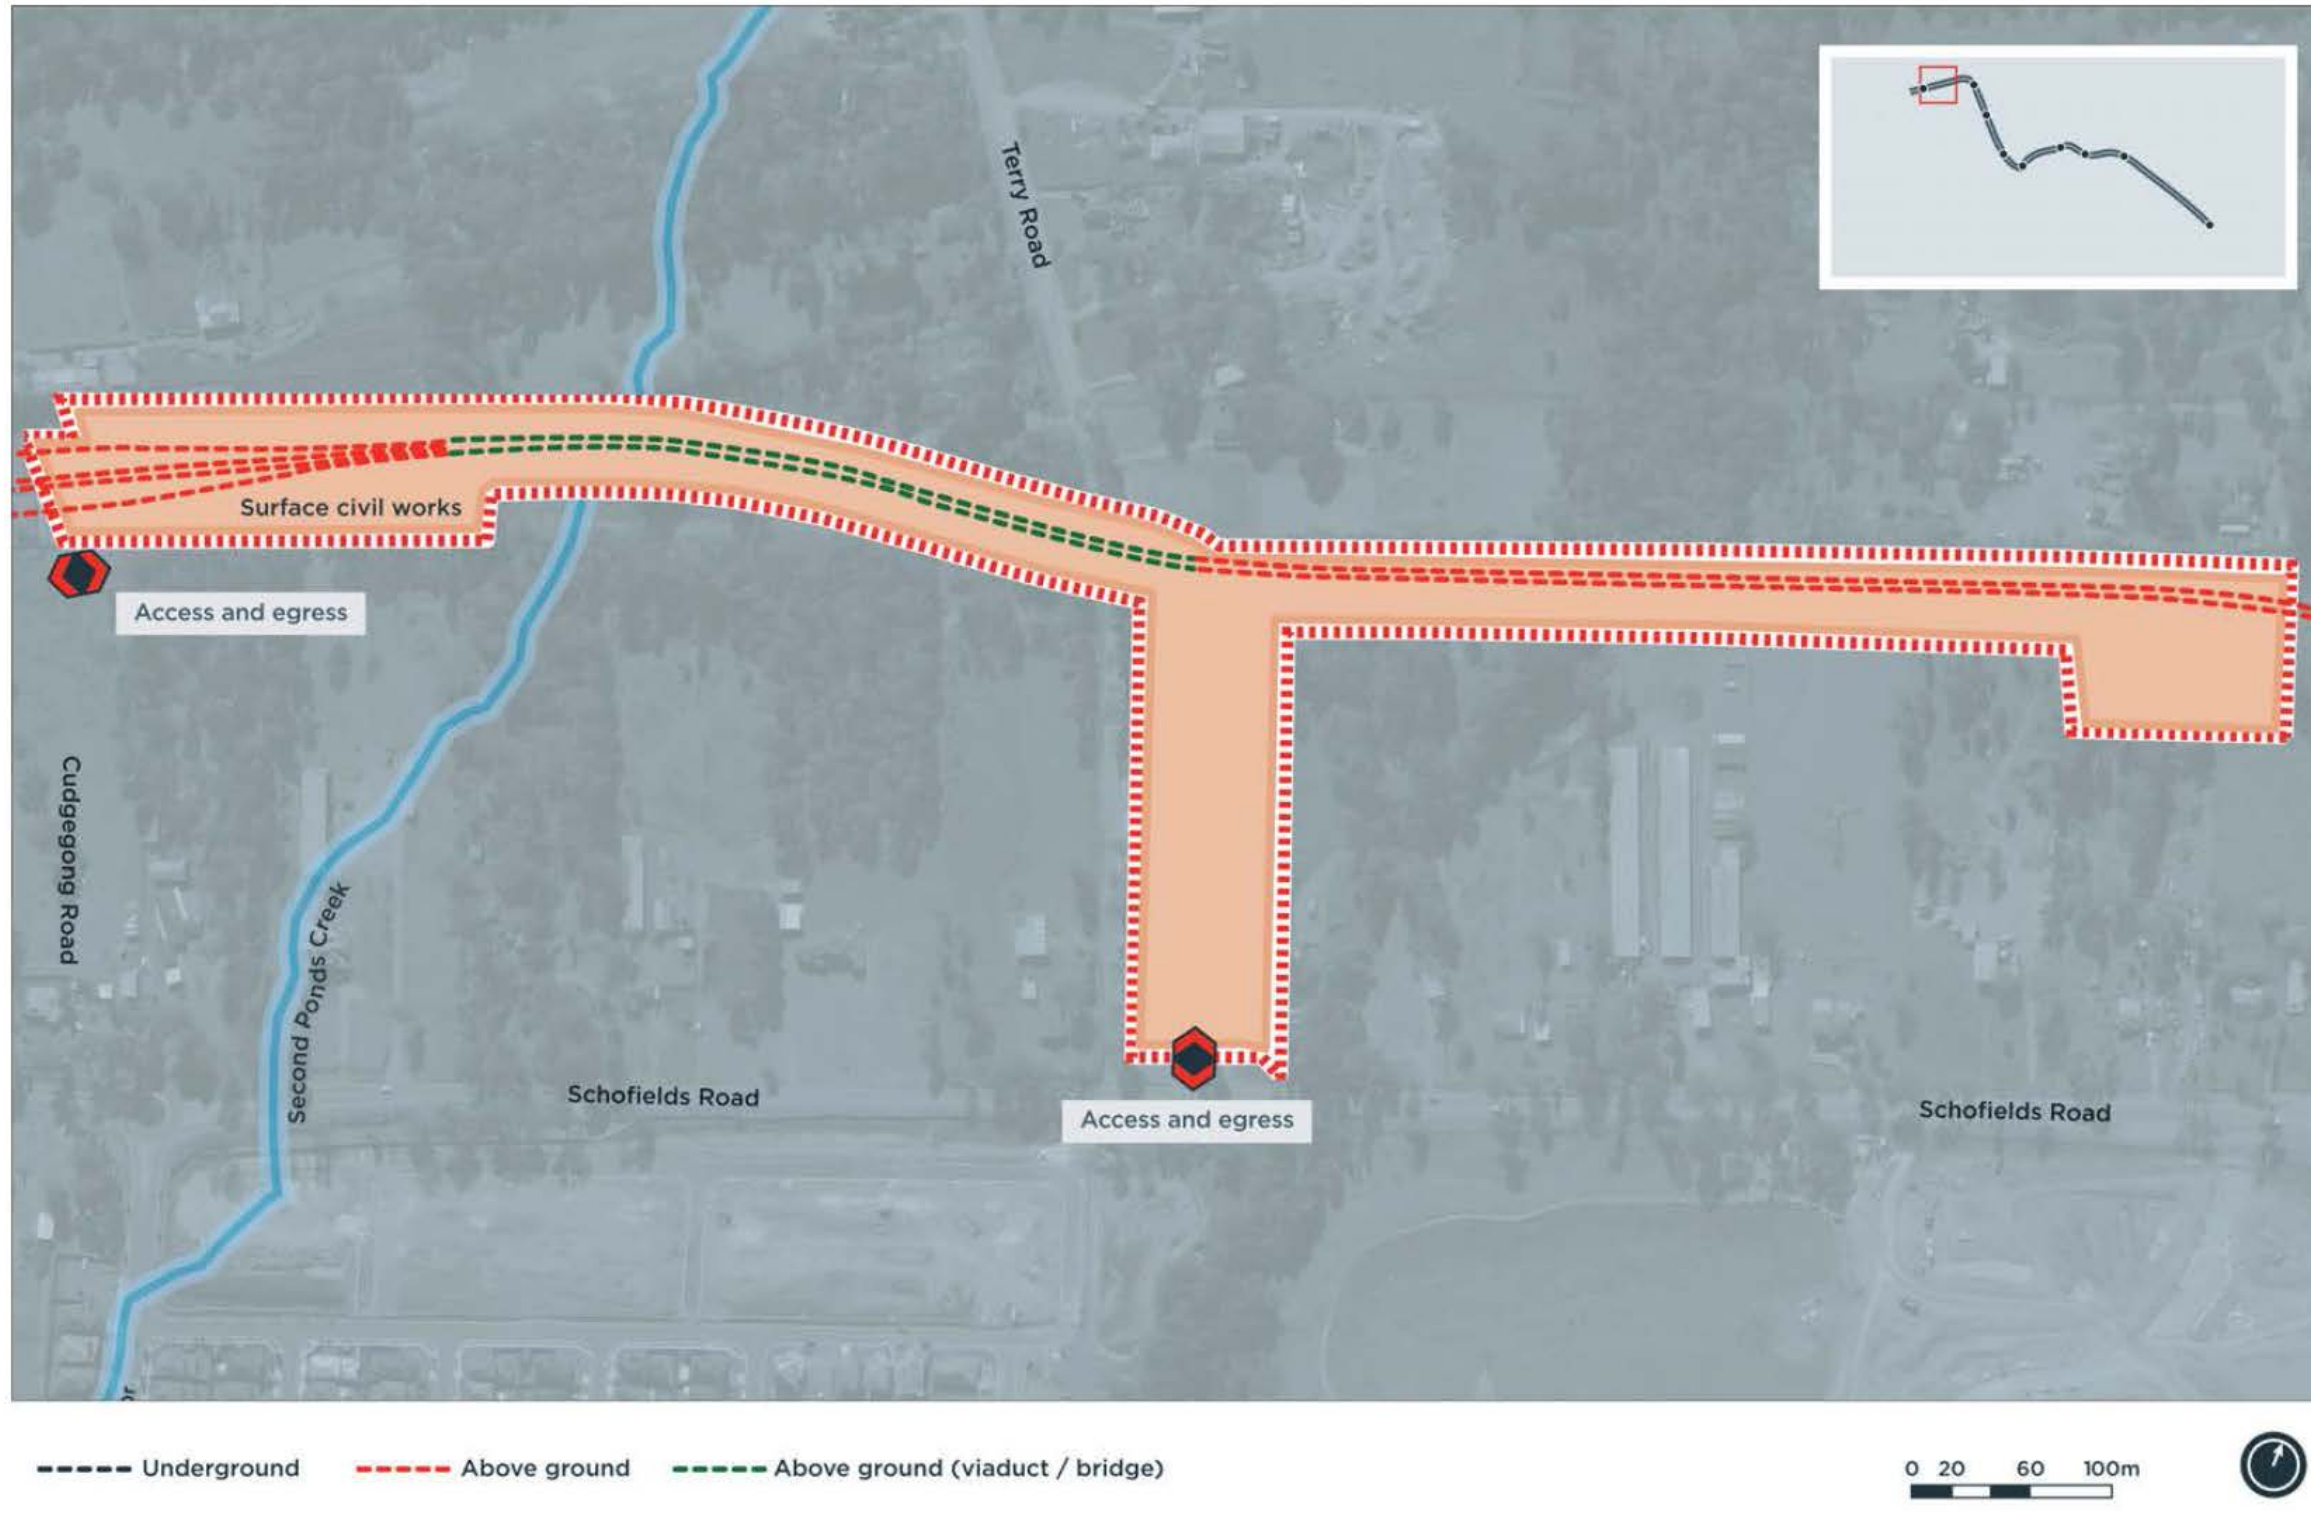 Terry Road
Surface civil works
Access and egress
Cudgegong Road
Second Ponds Creek
Schofields Road
Access and egress
Schofields Road
Underground
Above ground
Above ground (viaduct / bridge)
0 20 60 100m